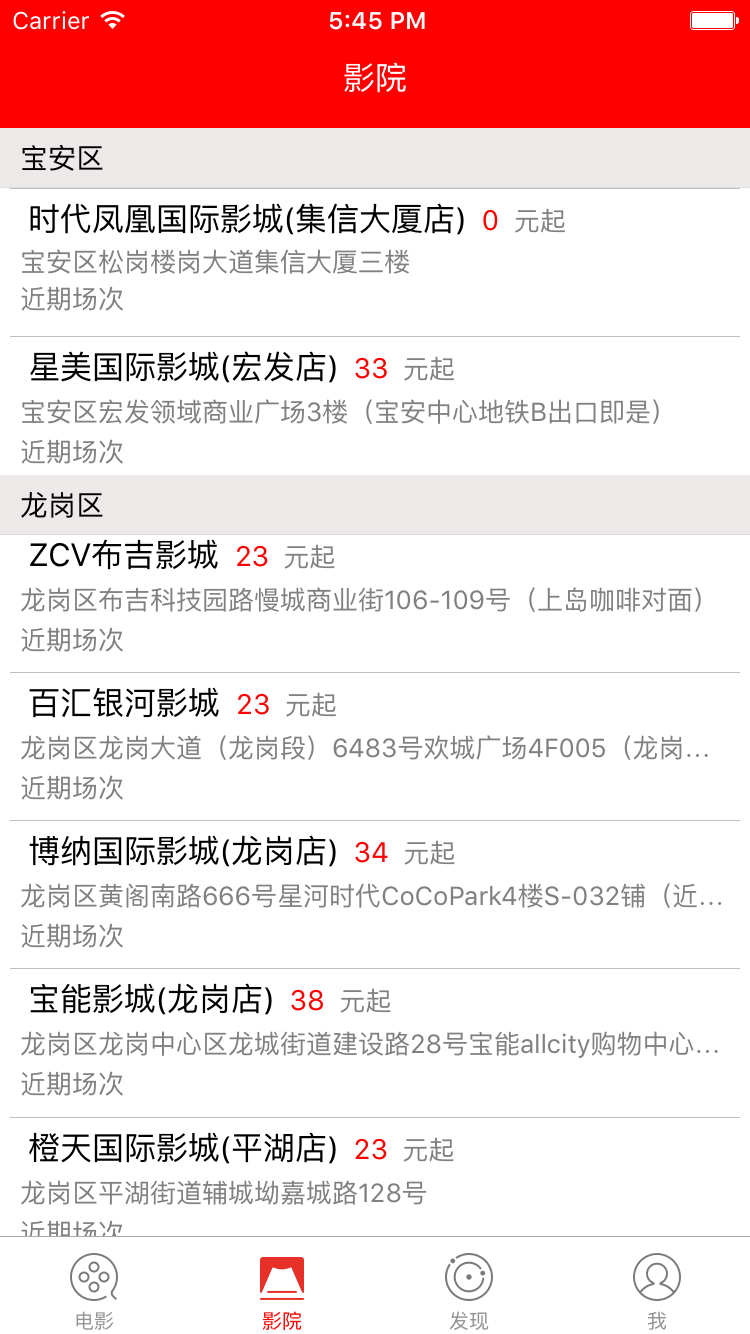 Carrier 5:45 PM
影院
宝安区
时代凤凰国际影城(集信大厦店) 0 元起
宝安区松岗楼岗大道集信大厦三楼
近期场次
星美国际影城(宏发店) 33 元起
宝安区宏发领域商业广场3楼（宝安中心地铁B出口即是）
近期场次
龙岗区
ZCV布吉影城 23 元起
龙岗区布吉科技园路慢城商业街106-109号（上岛咖啡对面）
近期场次
百汇银河影城 23 元起
龙岗区龙岗大道（龙岗段）6483号欢城广场4F005（龙岗...
近期场次
博纳国际影城(龙岗店) 34 元起
龙岗区黄阁南路666号星河时代CoCoPark4楼S-032铺（近...
近期场次
宝能影城(龙岗店) 38 元起
龙岗区龙岗中心区龙城街道建设路28号宝能allcity购物中心...
近期场次
橙天国际影城(平湖店) 23 元起
龙岗区平湖街道辅城坳嘉城路128号
近期场次
电影 影院 发现 我